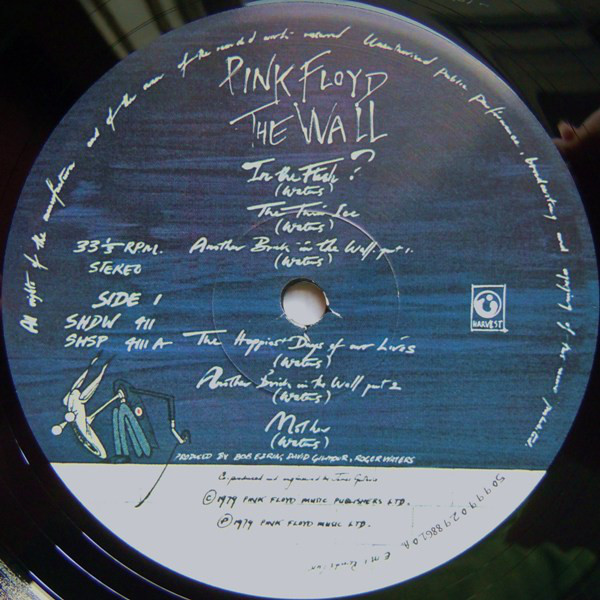 All rights of the manufacturer and of the owner of the recorded work reserved Unauthorised public performance, broadcasting and copying of this
PINK FLOYD
THE WALL
In the Flesh?
(Waters)
The Thin Ice
(Waters)
Another Brick in the Wall. part 1.
(Waters)
33⅓ RPM.
STEREO
SIDE 1
SHDW 411
SHSP 4111 A
HARVEST
The Happiest Days of our Lives
(Waters)
Another Brick in the Wall part 2
(Waters)
Mother
(Waters)
PRODUCED BY BOB EZRIN, DAVID GILMOUR, ROGER WATERS
Co-produced and engineered by James Guthrie
©1979 PINK FLOYD MUSIC PUBLISHERS LTD.
℗1979 PINK FLOYD MUSIC LTD.
5099902988610A
EMI Records